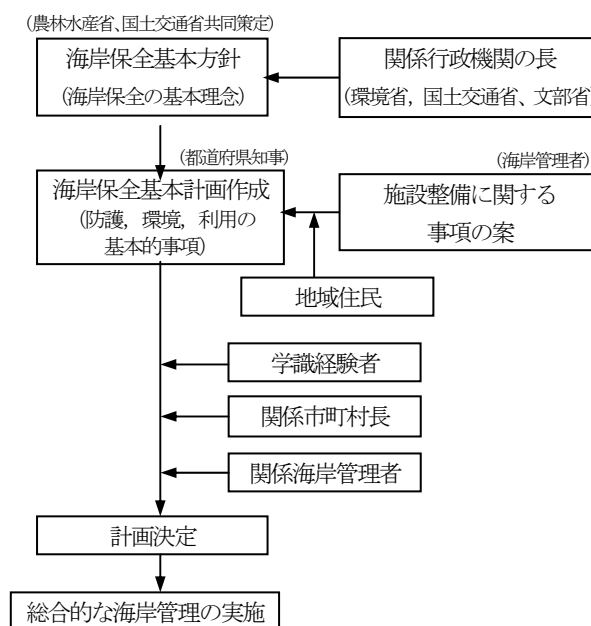 (農林水産省、国土交通省共同策定)
海岸保全基本方針
(海岸保全の基本理念)
関係行政機関の長
(環境省，国土交通省、文部省)
(都道府県知事)
海岸保全基本計画作成
(防護，環境，利用の
基本的事項)
(海岸管理者)
施設整備に関する
事項の案
地域住民
学識経験者
関係市町村長
関係海岸管理者
計画決定
総合的な海岸管理の実施